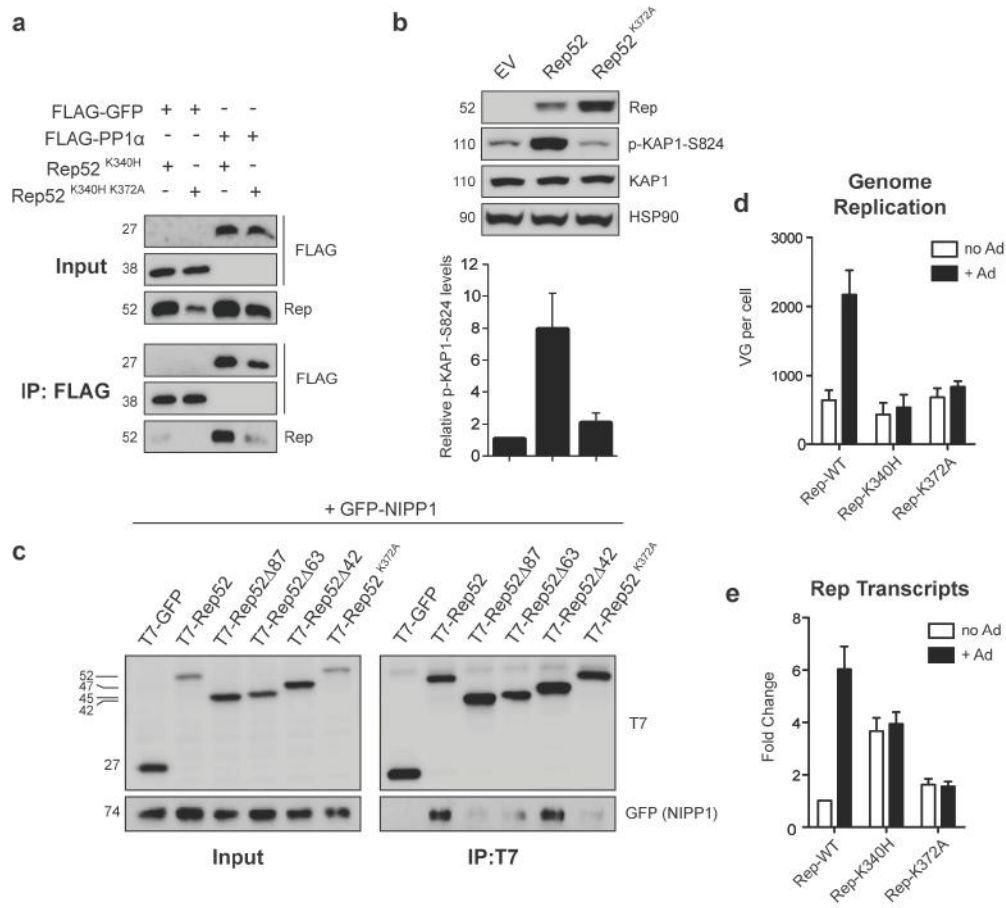 a
FLAG-GFP + + - -
FLAG-PP1α - - + +
Rep52 K340H + - + -
Rep52 K340H K372A - + - +
Input
27
38
52
FLAG
Rep
IP: FLAG
27
38
52
FLAG
Rep
b
EV
Rep52
Rep52 K372A
52 Rep
110 p-KAP1-S824
110 KAP1
90 HSP90
Relative p-KAP1-S824 levels
12
10
8
6
4
2
0
+ GFP-NIPP1
c
T7-GFP
T7-Rep52
T7-Rep52Δ87
T7-Rep52Δ63
T7-Rep52Δ42
T7-Rep52 K372A
T7-GFP
T7-Rep52
T7-Rep52Δ87
T7-Rep52Δ63
T7-Rep52Δ42
T7-Rep52 K372A
52
47
45
42
27
74
T7
GFP (NIPP1)
Input
IP:T7
d
Genome
Replication
no Ad
+ Ad
VG per cell
3000
2000
1000
0
Rep-WT
Rep-K340H
Rep-K372A
e
Rep Transcripts
no Ad
+ Ad
Fold Change
8
6
4
2
0
Rep-WT
Rep-K340H
Rep-K372A